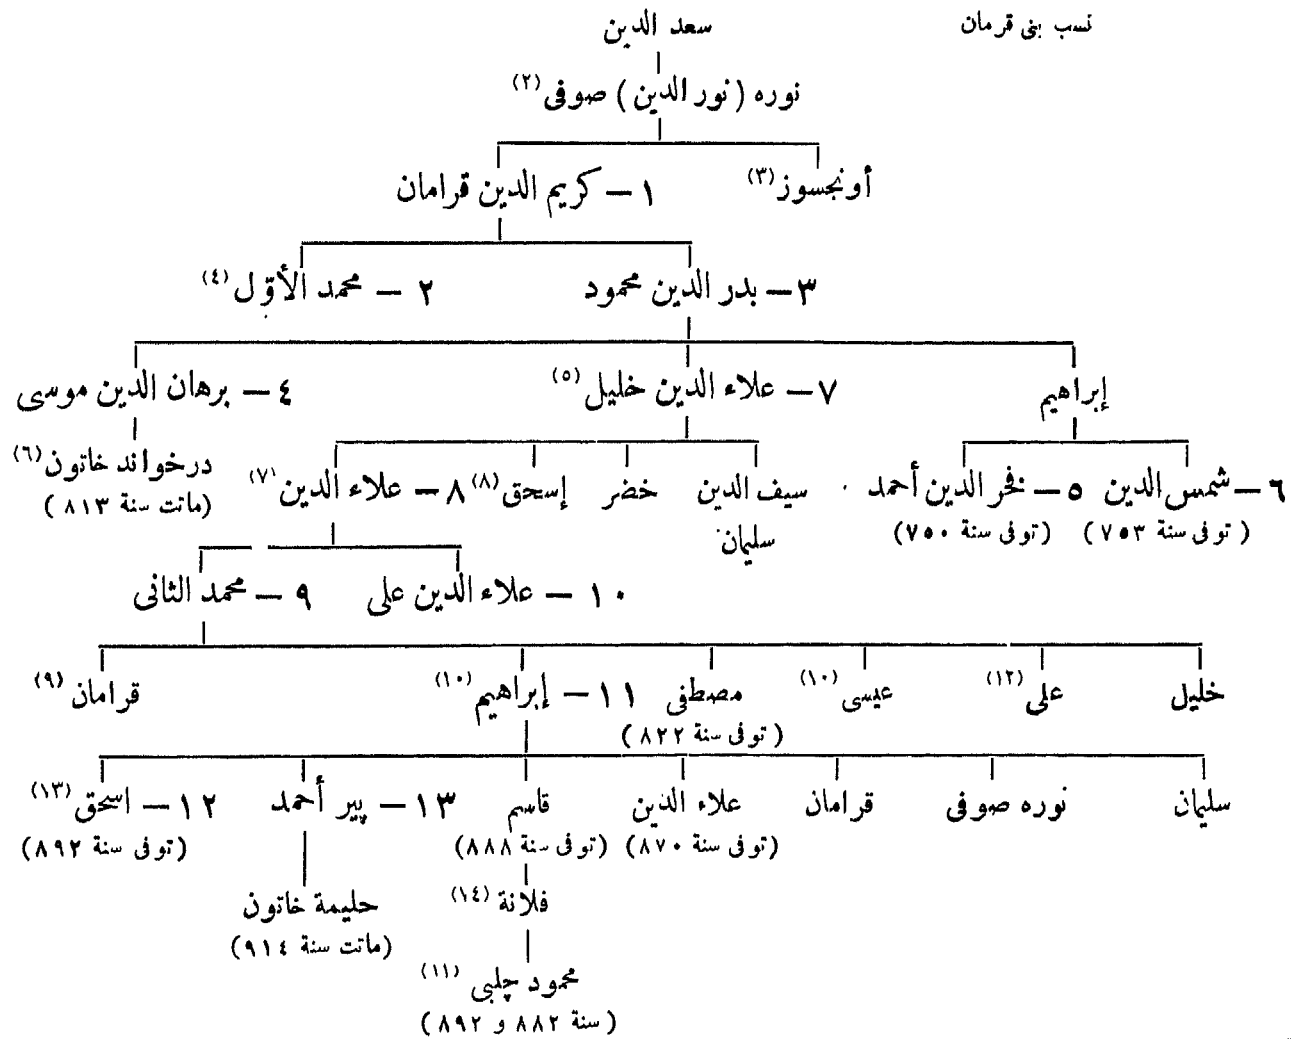 نسب بنى قرمان
سعد الدين
نوره (نور الدين) صوفى (٢)
أونجسوز (٣) ١ – كريم الدين قرامان
٣ – بدر الدين محمود ٢ – محمد الأوّل (٤)
إبراهيم ٧ – علاء الدين خليل (٥) ٤ – برهان الدين موسى
٦ – شمس الدين ٥ – فخر الدين أحمد سيف الدين خضر إسحق (٨) ٨ – علاء الدين (٧) درخواند خاتون (٦)
(توفى سنة ٧٥٣) (توفى سنة ٧٥٠) سليمان (ماتت سنة ٨١٣)
١٠ – علاء الدين على ٩ – محمد الثانى
خليل على (١٢) عيسى (١٠) مصطفى ١١ – إبراهيم (١٠) قرامان (٩)
(توفى سنة ٨٢٢)
سليمان نوره صوفى قرامان علاء الدين قاسم ١٣ – پير أحمد ١٢ – اسحق (١٣)
(توفى سنة ٨٧٠) (توفى سنة ٨٨٨) (توفى سنة ٨٩٢)
فلانة (١٤) حليمة خاتون
(ماتت سنة ٩١٤)
محمود چلبى (١١)
(سنة ٨٨٢ و ٨٩٢)